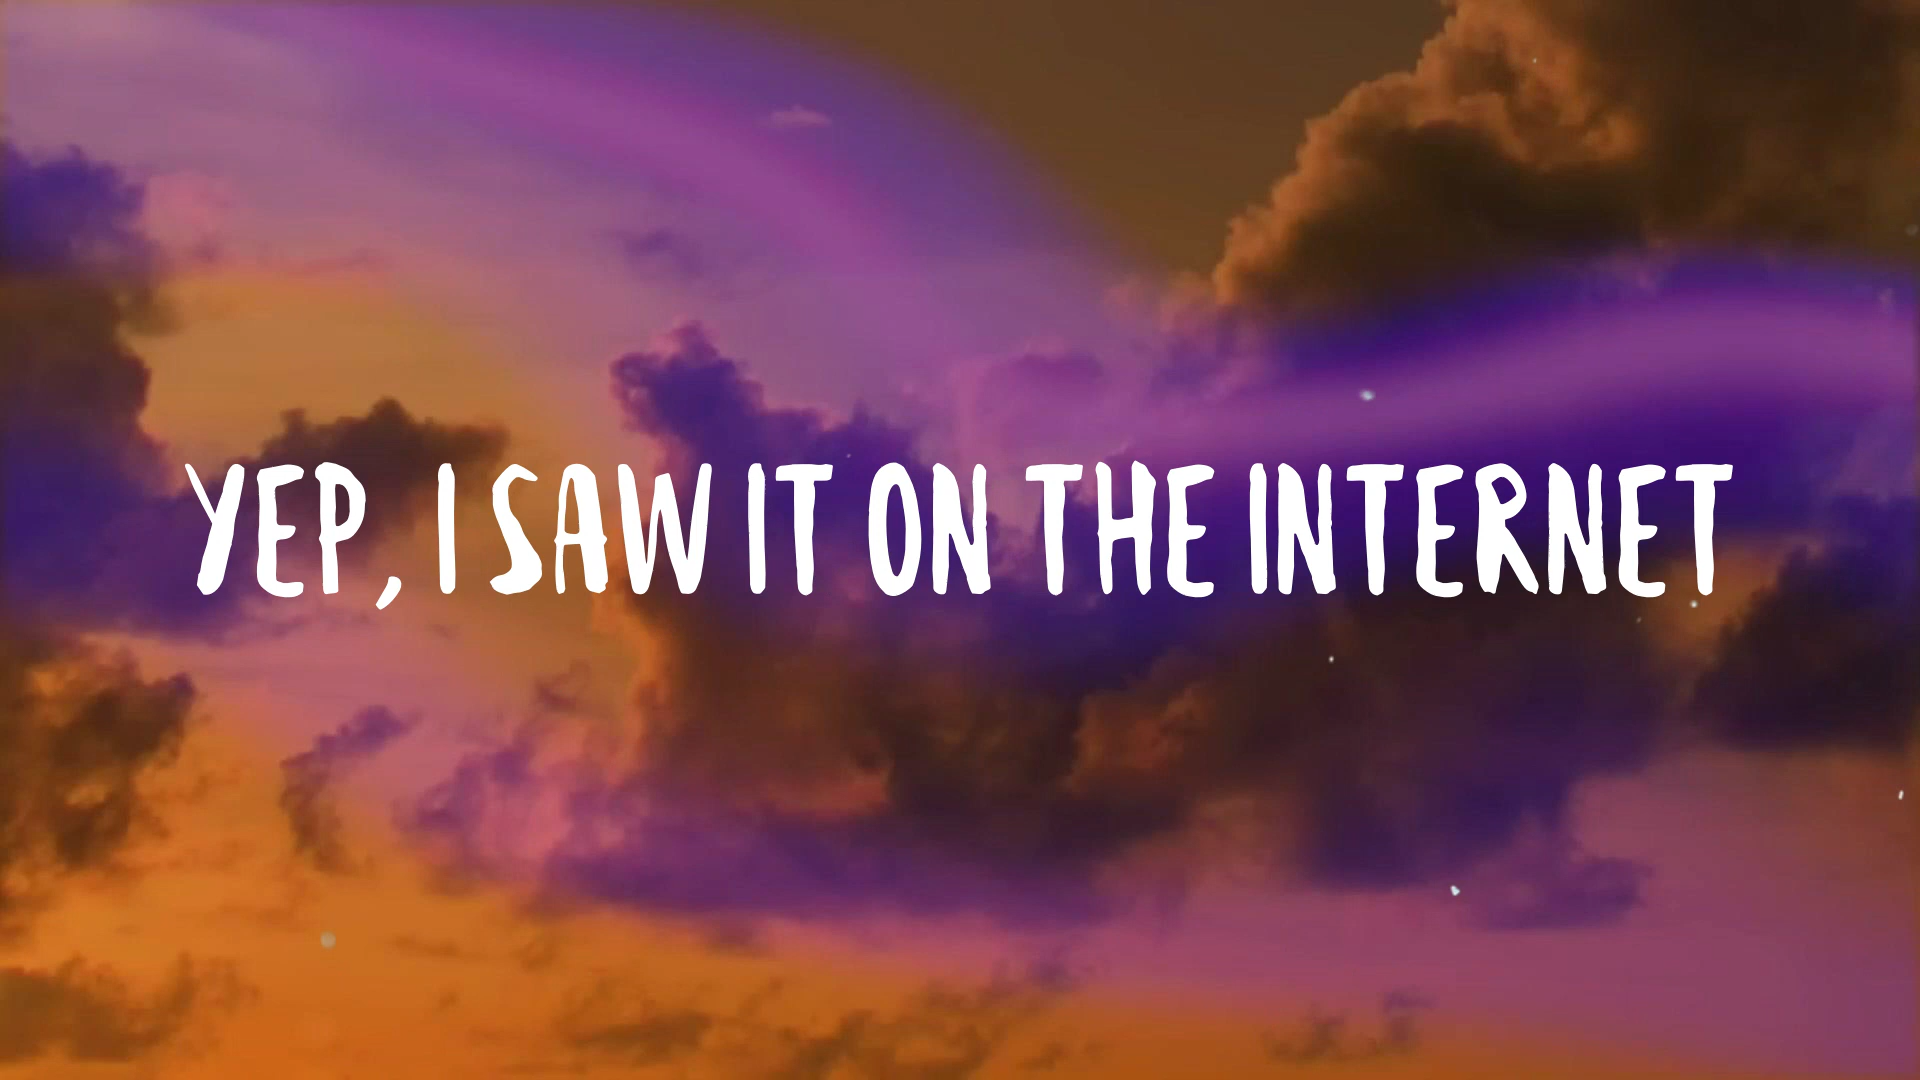 YEP, I SAW IT ON THE INTERNET